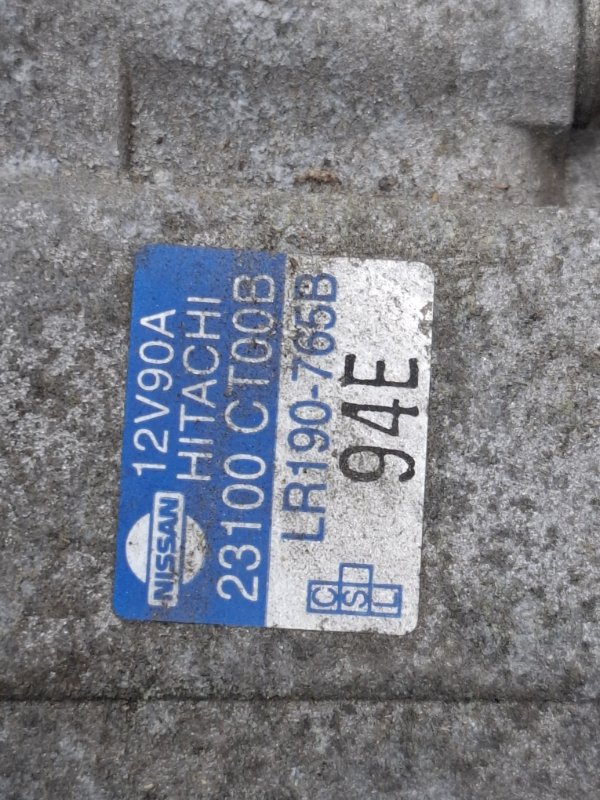 NISSAN
12V90A
HITACHI
23100 CT00B
LR190-765B
94E
C
S
L